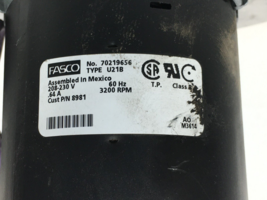 FASCO
No. 70219656
TYPE U21B
Assembled In Mexico
208-230 V 60 Hz
.64 A 3200 RPM
Cust P/N 8981
T.P. Class
AO
M3414